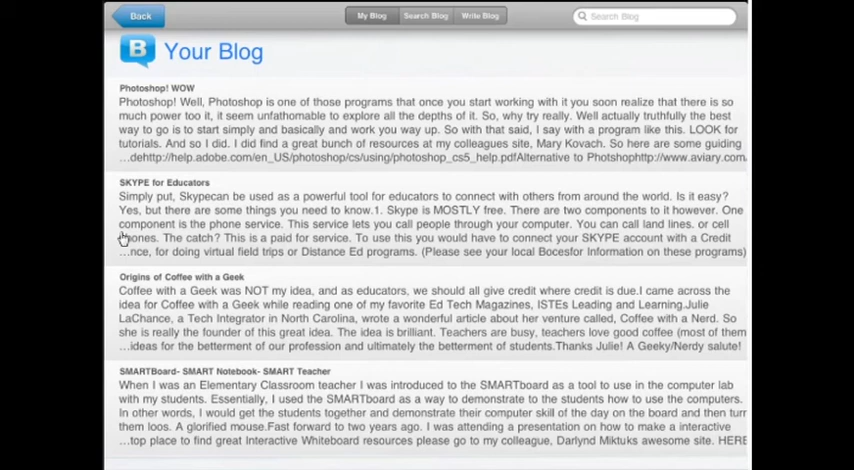 Back
My Blog
Search Blog
Write Blog
Search Blog
B
Your Blog
Photoshop! WOW
Photoshop! Well, Photoshop is one of those programs that once you start working with it you soon realize that there is so
much power too it, it seem unfathomable to explore all the depths of it. So, why try really. Well actually truthfully the best
way to go is to start simply and basically and work you way up. So with that said, I say with a program like this. LOOK for
tutorials. And so I did. I did find a great bunch of resources at my colleagues site, Mary Kovach. So here are some guiding
...dehttp://help.adobe.com/en_US/photoshop/cs/using/photoshop_cs5_help.pdfAlternative to Photshophttp://www.aviary.com
SKYPE for Educators
Simply put, Skypecan be used as a powerful tool for educators to connect with others from around the world. Is it easy?
Yes, but there are some things you need to know.1. Skype is MOSTLY free. There are two components to it however. One
component is the phone service. This service lets you call people through your computer. You can call land lines. or cell
phones. The catch? This is a paid for service. To use this you would have to connect your SKYPE account with a Credit
...nce, for doing virtual field trips or Distance Ed programs. (Please see your local Bocesfor Information on these programs)
Origins of Coffee with a Geek
Coffee with a Geek was NOT my idea, and as educators, we should all give credit where credit is due.I came across the
idea for Coffee with a Geek while reading one of my favorite Ed Tech Magazines, ISTEs Leading and Learning.Julie
LaChance, a Tech Integrator in North Carolina, wrote a wonderful article about her venture called, Coffee with a Nerd. So
she is really the founder of this great idea. The idea is brilliant. Teachers are busy, teachers love good coffee (most of them
...ideas for the betterment of our profession and ultimately the betterment of students.Thanks Julie! A Geeky/Nerdy salute!
SMARTBoard- SMART Notebook- SMART Teacher
When I was an Elementary Classroom teacher I was introduced to the SMARTboard as a tool to use in the computer lab
with my students. Essentially, I used the SMARTboard as a way to demonstrate to the students how to use the computers.
In other words, I would get the students together and demonstrate their computer skill of the day on the board and then turn
them loos. A glorified mouse.Fast forward to two years ago. I was attending a presentation on how to make a interactive
...top place to find great Interactive Whiteboard resources please go to my colleague, Darlynd Miktuks awesome site. HERE